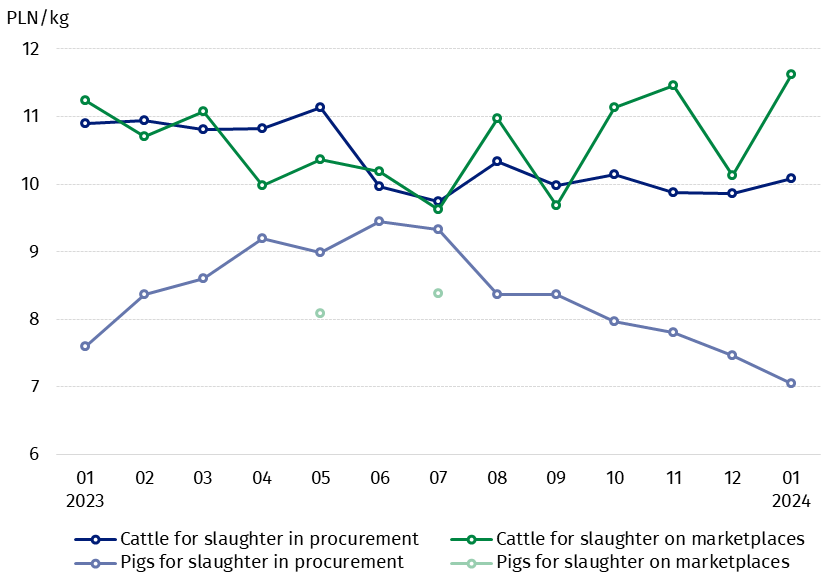 PLN/kg
12
11
10
9
8
7
6
01 02 03 04 05 06 07 08 09 10 11 12 01
2023 2024
Cattle for slaughter in procurement Cattle for slaughter on marketplaces
Pigs for slaughter in procurement Pigs for slaughter on marketplaces